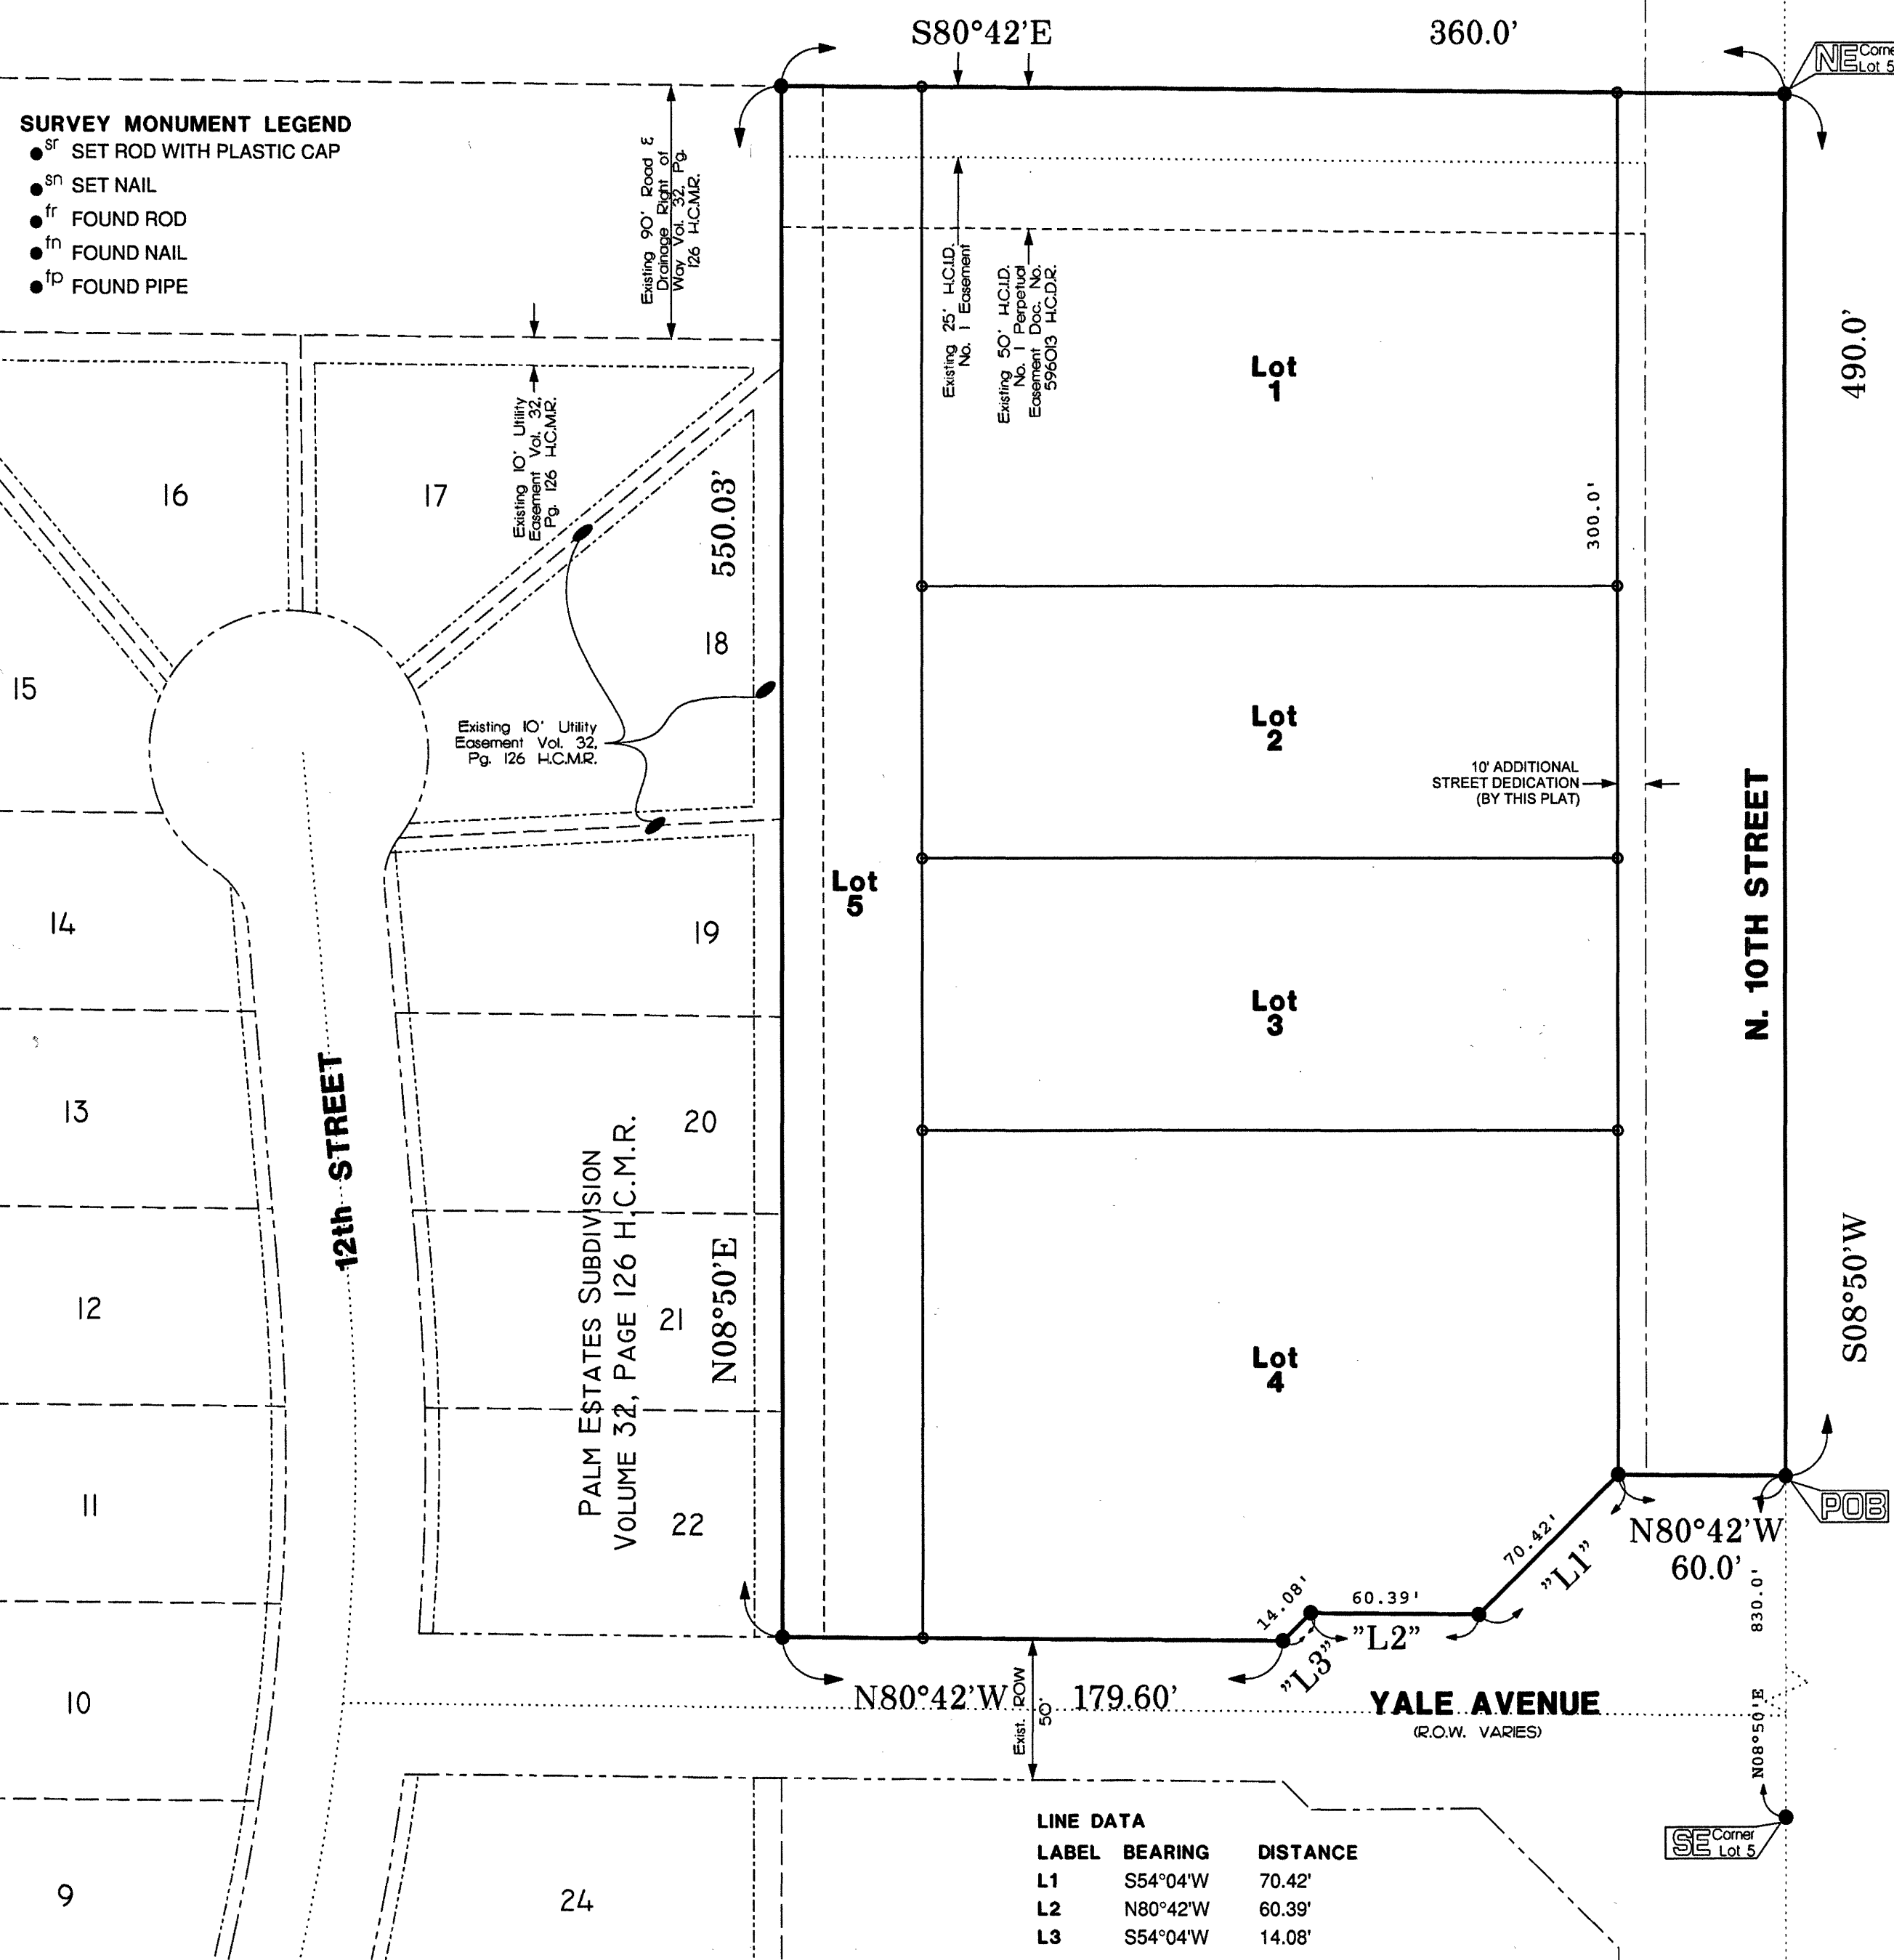 S80°42'E
360.0'
NE Corne
Lot 5
SURVEY MONUMENT LEGEND
sr SET ROD WITH PLASTIC CAP
sn SET NAIL
fr FOUND ROD
fn FOUND NAIL
fp FOUND PIPE
Existing 90' Road &
Drainage Right of
Way Vol. 32, Pg.
126 H.C.M.R.
Existing 25' H.C.I.D.
No. 1 Easement
Existing 50' H.C.I.D.
No. 1 Perpetual
Easement Doc. No.
596013 H.C.D.R.
Lot
1
490.0'
Existing 10' Utility
Easement Vol. 32,
Pg. 126 H.C.M.R.
16
17
550.03'
300.0'
18
15
Existing 10' Utility
Easement Vol. 32,
Pg. 126 H.C.M.R.
Lot
2
10' ADDITIONAL
STREET DEDICATION
(BY THIS PLAT)
N. 10TH STREET
Lot
5
14
19
Lot
3
13
20
12th STREET
PALM ESTATES SUBDIVISION
VOLUME 32, PAGE 126 H.C.M.R.
N08°50'E
S08°50'W
12
21
Lot
4
11
22
POB
N80°42'W
60.0'
70.42'
"L1"
14.08'
60.39'
"L2"
"L3"
830.0'
N08°50'E
10
N80°42'W
179.60'
Exist. ROW
50'
YALE AVENUE
(R.O.W. VARIES)
SE Corner
Lot 5
9
24
LINE DATA
LABEL BEARING DISTANCE
L1 S54°04'W 70.42'
L2 N80°42'W 60.39'
L3 S54°04'W 14.08'